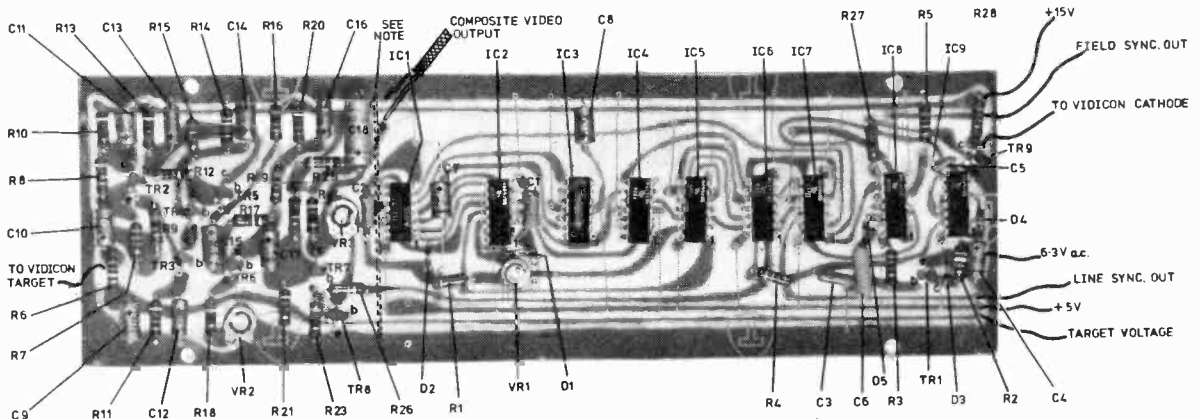 C11 R13 C13 R15 R14 C14 R16 R20 C16 SEE NOTE COMPOSITE VIDEO OUTPUT C8 R27 R5 R28 +15V
IC1 IC2 IC3 IC4 IC5 IC6 IC7 IC8 IC9 FIELD SYNC. OUT
TO VIDICON CATHODE
C18
R10
TR9
R8 R12 C5
TR2
R17 D4
C10 VR3
TO VIDICON TARGET TR3 b b 6·3V a.c.
TR6 TR7
LINE SYNC. OUT
R6 +5V
b
R7 TARGET VOLTAGE
C9 VR2 TR8 D2 VR1 D1 D5 TR1 R2
R11 C12 R18 R21 R23 R26 R1 R4 C3 C6 R3 D3 C4